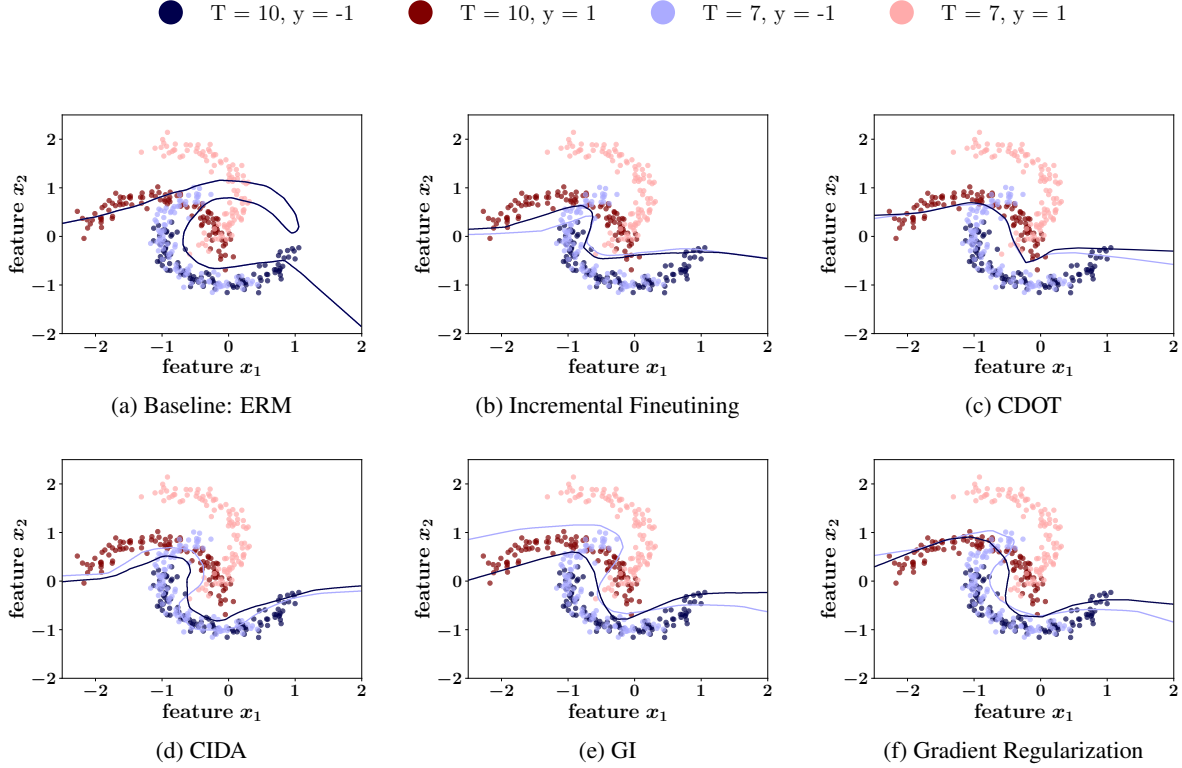 T = 10, y = -1 T = 10, y = 1 T = 7, y = -1 T = 7, y = 1
2
1
0
−1
−2
−2 −1 0 1 2
feature x₂
feature x₁
(a) Baseline: ERM
2
1
0
−1
−2
−2 −1 0 1 2
feature x₂
feature x₁
(b) Incremental Fineutining
2
1
0
−1
−2
−2 −1 0 1 2
feature x₂
feature x₁
(c) CDOT
2
1
0
−1
−2
−2 −1 0 1 2
feature x₂
feature x₁
(d) CIDA
2
1
0
−1
−2
−2 −1 0 1 2
feature x₂
feature x₁
(e) GI
2
1
0
−1
−2
−2 −1 0 1 2
feature x₂
feature x₁
(f) Gradient Regularization